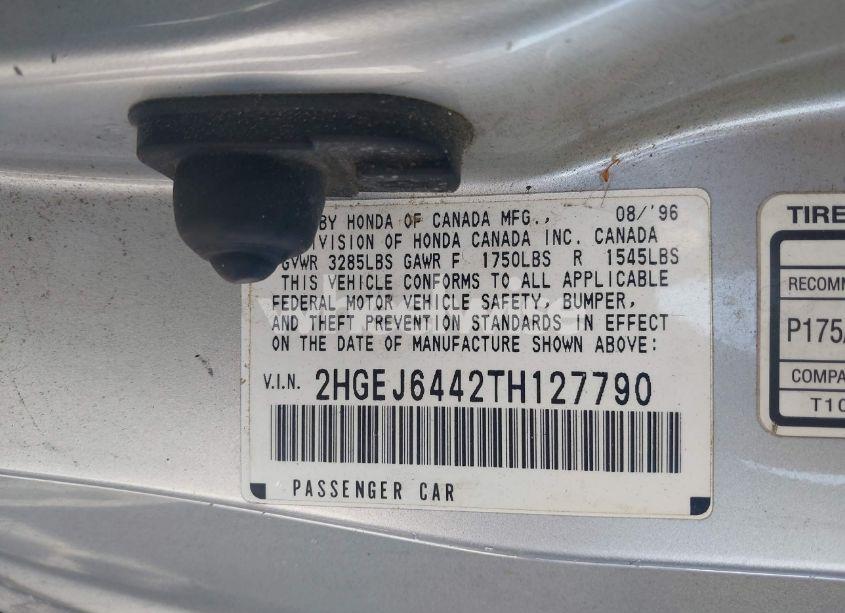 BY HONDA OF CANADA MFG., 08/'96
DIVISION OF HONDA CANADA INC. CANADA
GVWR 3285LBS GAWR F 1750LBS R 1545LBS
THIS VEHICLE CONFORMS TO ALL APPLICABLE
FEDERAL MOTOR VEHICLE SAFETY, BUMPER,
AND THEFT PREVENTION STANDARDS IN EFFECT
ON THE DATE OF MANUFACTURE SHOWN ABOVE:
V.I.N. 2HGEJ6442TH127790
PASSENGER CAR
TIRE
RECOMM
P175/
COMPA
T10